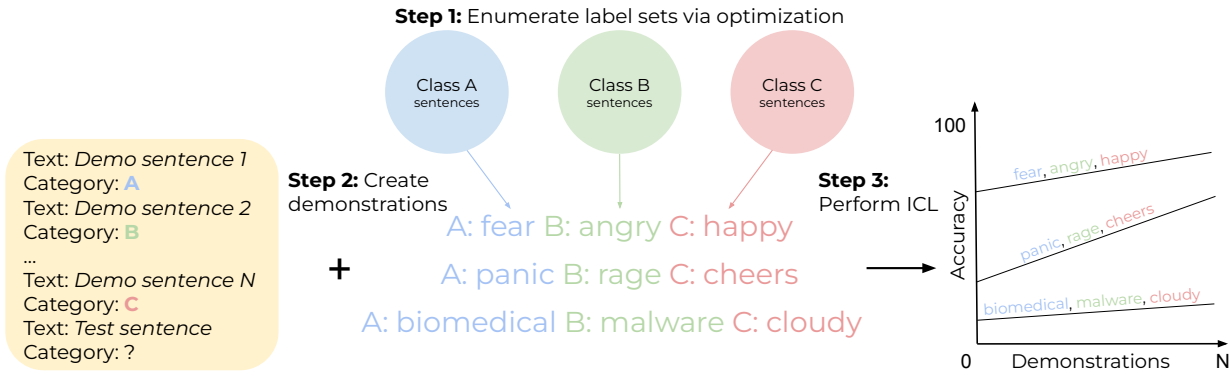 Step 1: Enumerate label sets via optimization
Class A
sentences
Class B
sentences
Class C
sentences
Text: Demo sentence 1
Category: A
Text: Demo sentence 2
Category: B
...
Text: Demo sentence N
Category: C
Text: Test sentence
Category: ?
Step 2: Create
demonstrations
+
A: fear B: angry C: happy
A: panic B: rage C: cheers
A: biomedical B: malware C: cloudy
Step 3:
Perform ICL
100
Accuracy
fear, angry, happy
panic, rage, cheers
biomedical, malware, cloudy
0
Demonstrations
N